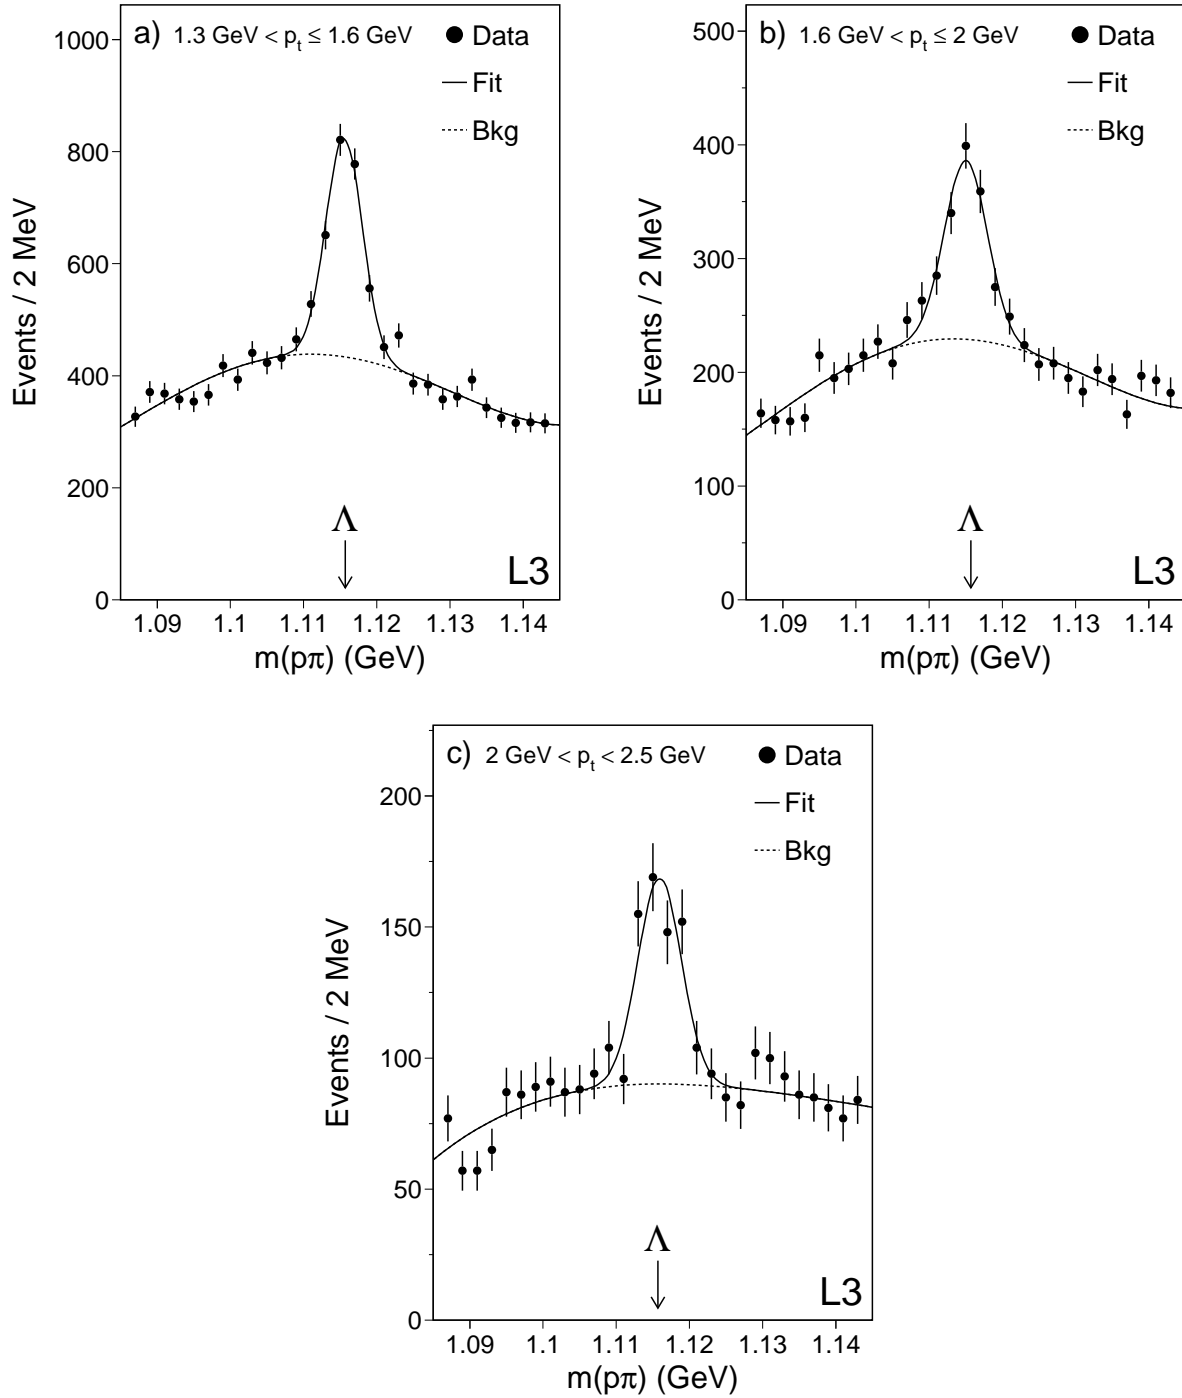 a) 1.3 GeV < pt ≤ 1.6 GeV
Data
Fit
Bkg
1000
800
600
400
200
0
Events / 2 MeV
Λ
L3
1.09 1.1 1.11 1.12 1.13 1.14
m(pπ) (GeV)
b) 1.6 GeV < pt ≤ 2 GeV
Data
Fit
Bkg
500
400
300
200
100
0
Events / 2 MeV
Λ
L3
1.09 1.1 1.11 1.12 1.13 1.14
m(pπ) (GeV)
c) 2 GeV < pt < 2.5 GeV
Data
Fit
Bkg
200
150
100
50
0
Events / 2 MeV
Λ
L3
1.09 1.1 1.11 1.12 1.13 1.14
m(pπ) (GeV)